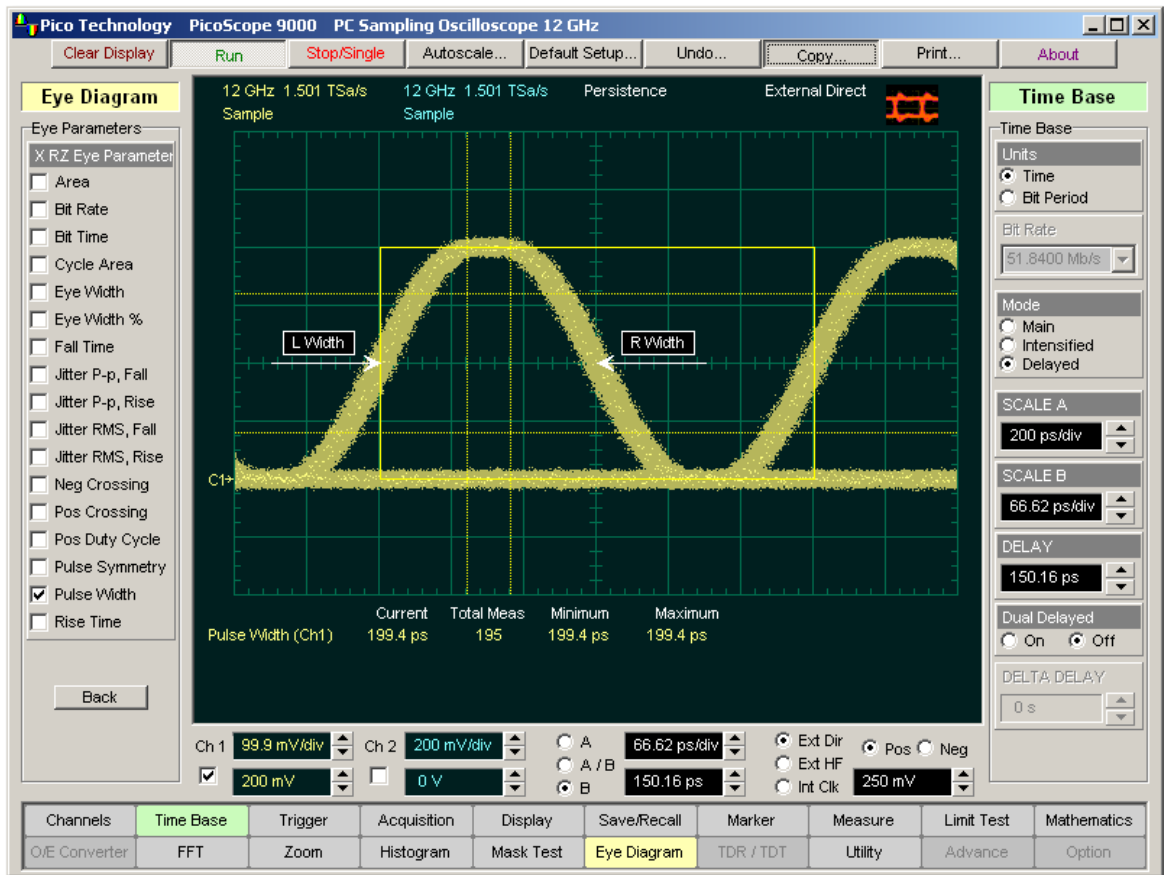 Pico Technology PicoScope 9000 PC Sampling Oscilloscope 12 GHz
Clear Display Run Stop/Single Autoscale... Default Setup... Undo... Copy... Print... About
Eye Diagram
Eye Parameters
X RZ Eye Parameter
Area
Bit Rate
Bit Time
Cycle Area
Eye Width
Eye Width %
Fall Time
Jitter P-p, Fall
Jitter P-p, Rise
Jitter RMS, Fall
Jitter RMS, Rise
Neg Crossing
Pos Crossing
Pos Duty Cycle
Pulse Symmetry
Pulse Width
Rise Time
Back
12 GHz 1.501 TSa/s 12 GHz 1.501 TSa/s Persistence External Direct
Sample Sample
L Width R Width
C1
Current Total Meas Minimum Maximum
Pulse Width (Ch1) 199.4 ps 195 199.4 ps 199.4 ps
Time Base
Time Base
Units
Time
Bit Period
Bit Rate
51.8400 Mb/s
Mode
Main
Intensified
Delayed
SCALE A
200 ps/div
SCALE B
66.62 ps/div
DELAY
150.16 ps
Dual Delayed
On Off
DELTA DELAY
0 s
Ch 1 99.9 mV/div Ch 2 200 mV/div A 66.62 ps/div Ext Dir Pos Neg
A / B Ext HF
200 mV 0 V B 150.16 ps Int Clk 250 mV
Channels Time Base Trigger Acquisition Display Save/Recall Marker Measure Limit Test Mathematics
O/E Converter FFT Zoom Histogram Mask Test Eye Diagram TDR / TDT Utility Advance Option